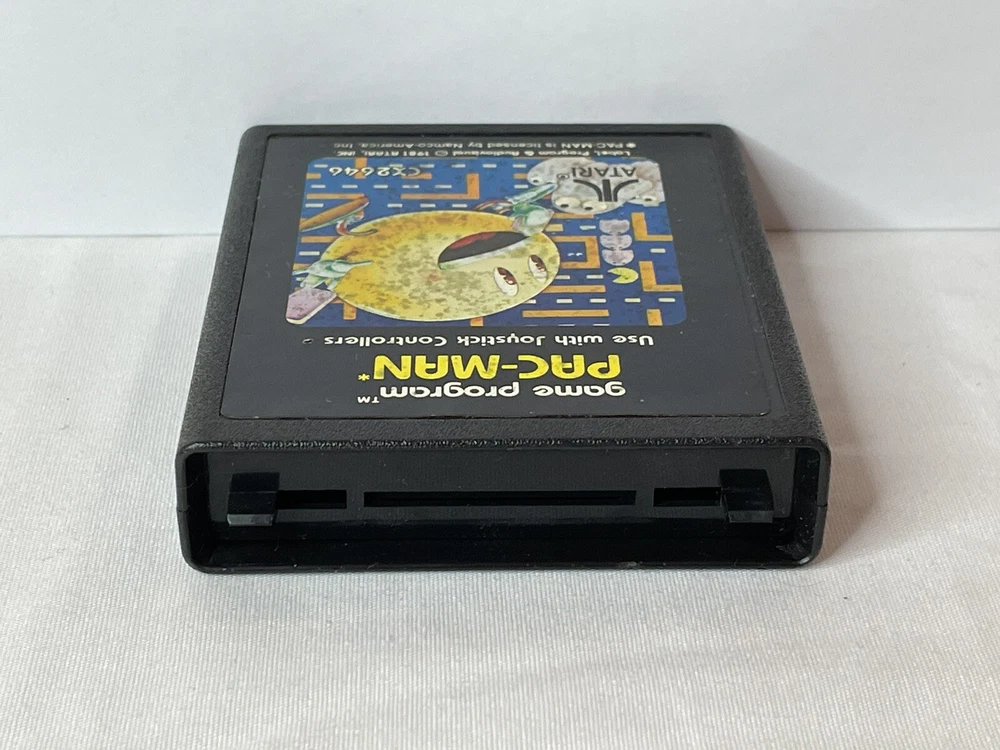 game program™
PAC-MAN*
Use with Joystick Controllers
ATARI®
CX2646
Label, Program & Audiovisual © 1981 ATARI, INC.
* PAC MAN is licensed by Namco-America, Inc